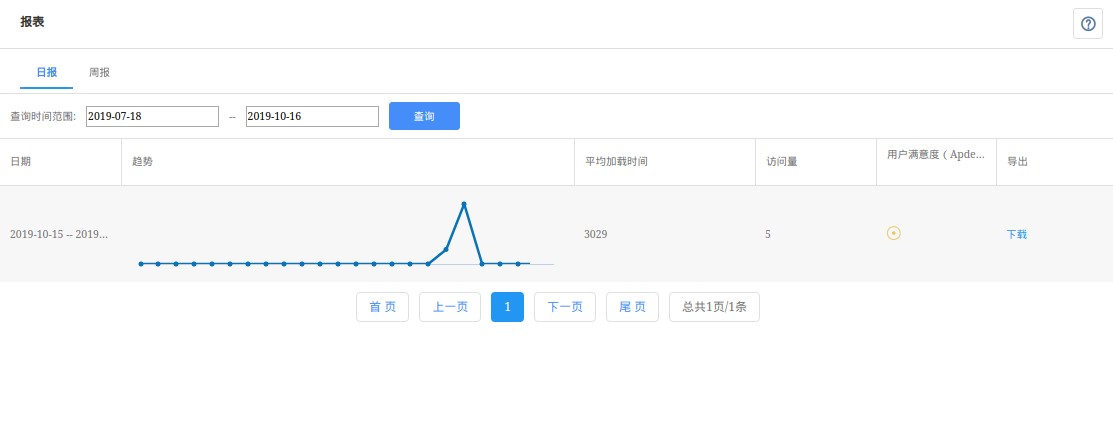 报表
日报 周报
查询时间范围: 2019-07-18 -- 2019-10-16 查询
日期 趋势 平均加载时间 访问量 用户满意度 ( Apde... 导出
2019-10-15 -- 2019... 3029 5 下载
首 页 上一页 1 下一页 尾 页 总共1页/1条